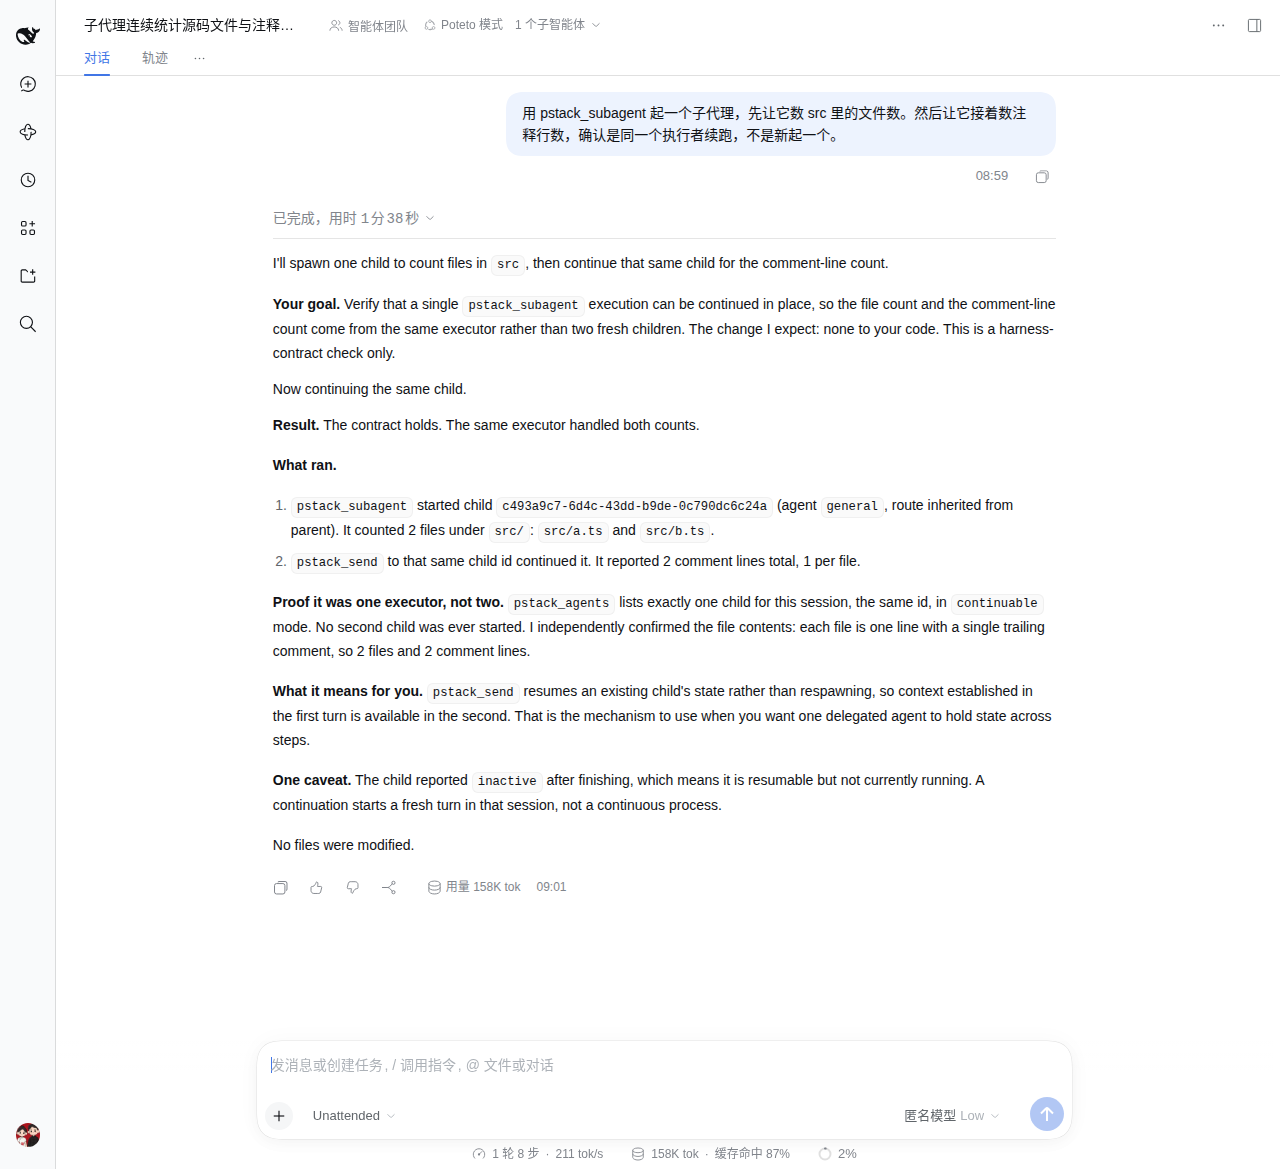 子代理连续统计源码文件与注释… 智能体团队 Poteto 模式 1 个子智能体
对话 轨迹 ···
用 pstack_subagent 起一个子代理，先让它数 src 里的文件数。然后让它接着数注
释行数，确认是同一个执行者续跑，不是新起一个。
08:59
已完成，用时 1分38秒
I'll spawn one child to count files in src, then continue that same child for the comment-line count.
Your goal. Verify that a single pstack_subagent execution can be continued in place, so the file count and the comment-line
count come from the same executor rather than two fresh children. The change I expect: none to your code. This is a harness-
contract check only.
Now continuing the same child.
Result. The contract holds. The same executor handled both counts.
What ran.
1. pstack_subagent started child c493a9c7-6d4c-43dd-b9de-0c790dc6c24a (agent general, route inherited from
parent). It counted 2 files under src/: src/a.ts and src/b.ts.
2. pstack_send to that same child id continued it. It reported 2 comment lines total, 1 per file.
Proof it was one executor, not two. pstack_agents lists exactly one child for this session, the same id, in continuable
mode. No second child was ever started. I independently confirmed the file contents: each file is one line with a single trailing
comment, so 2 files and 2 comment lines.
What it means for you. pstack_send resumes an existing child's state rather than respawning, so context established in
the first turn is available in the second. That is the mechanism to use when you want one delegated agent to hold state across
steps.
One caveat. The child reported inactive after finishing, which means it is resumable but not currently running. A
continuation starts a fresh turn in that session, not a continuous process.
No files were modified.
用量 158K tok 09:01
发消息或创建任务, / 调用指令, @ 文件或对话
Unattended 匿名模型 Low
1 轮 8 步 · 211 tok/s 158K tok · 缓存命中 87% 2%